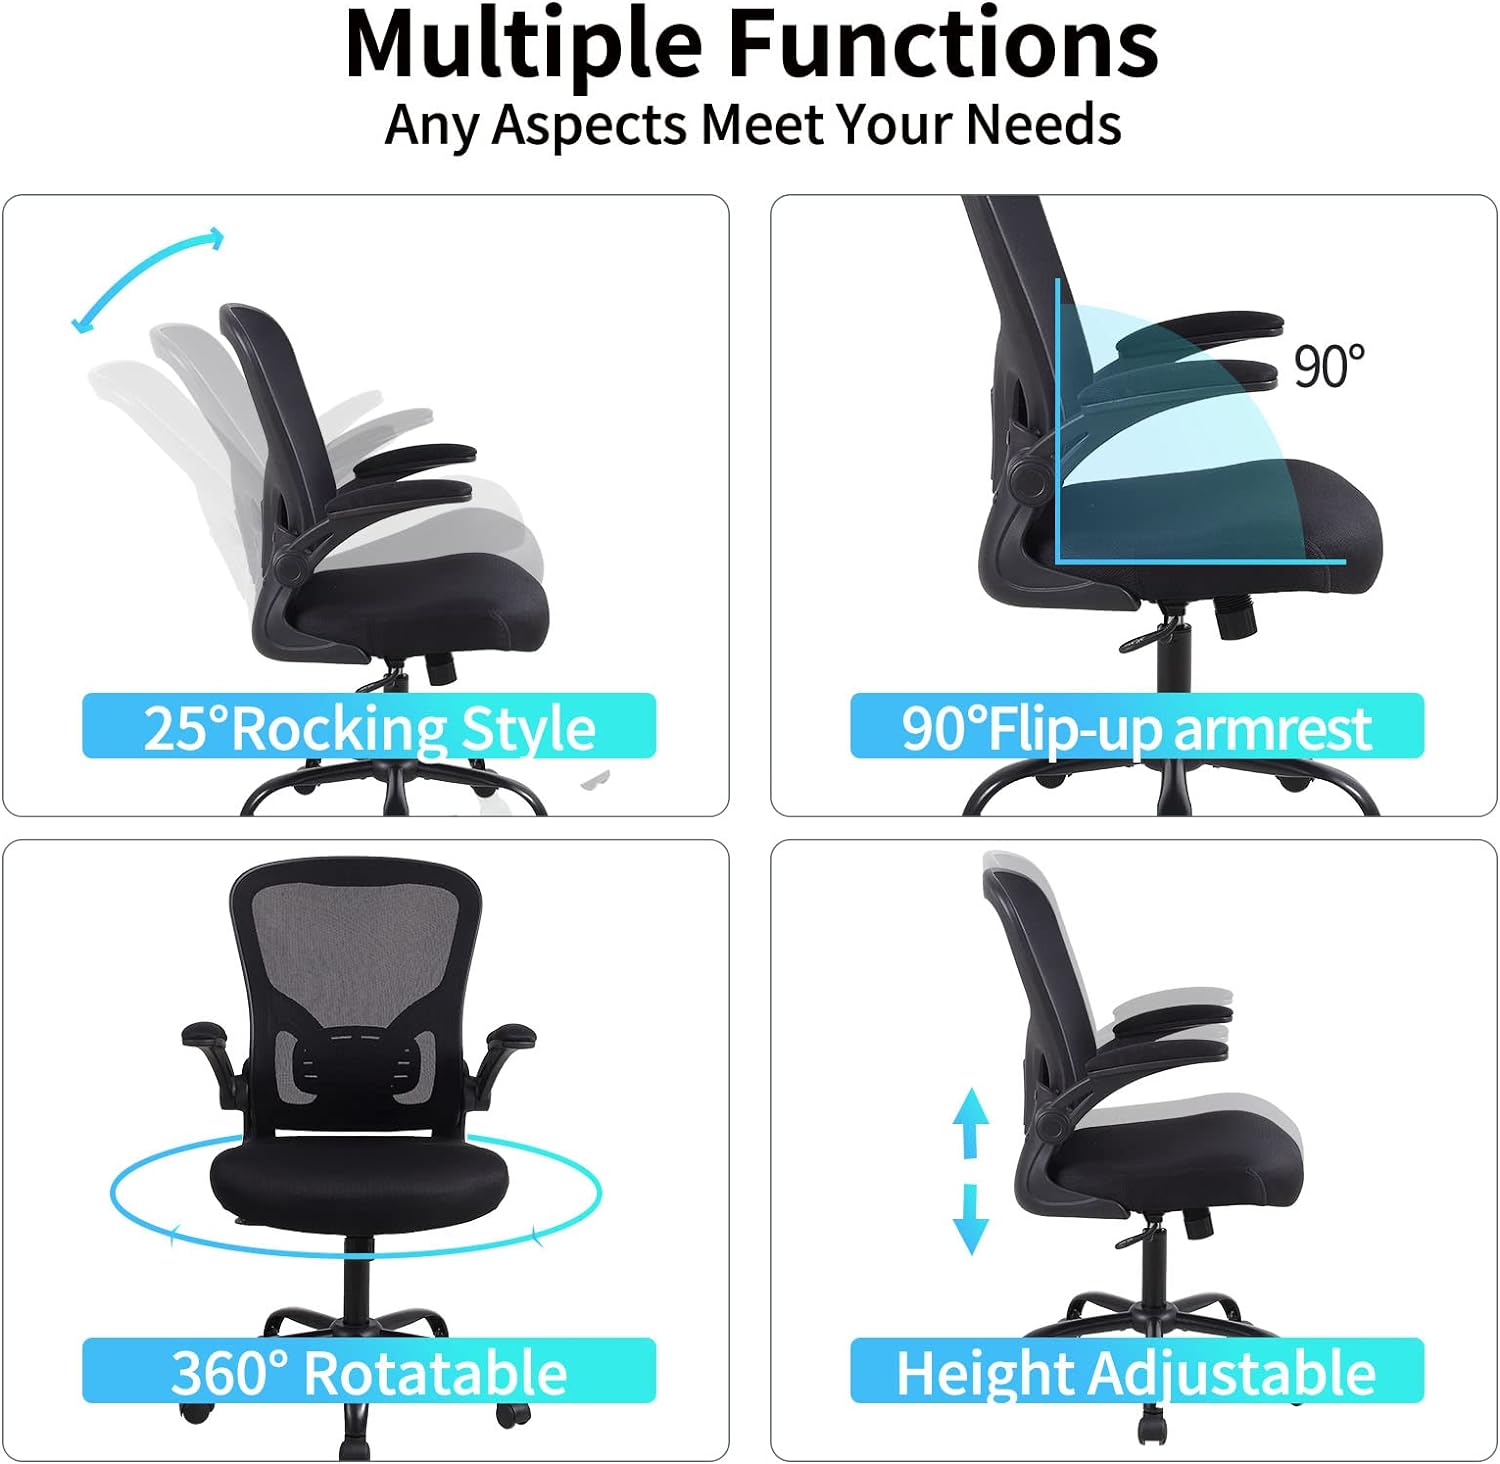 Multiple Functions
Any Aspects Meet Your Needs
25°Rocking Style
90°
90°Flip-up armrest
360° Rotatable
Height Adjustable